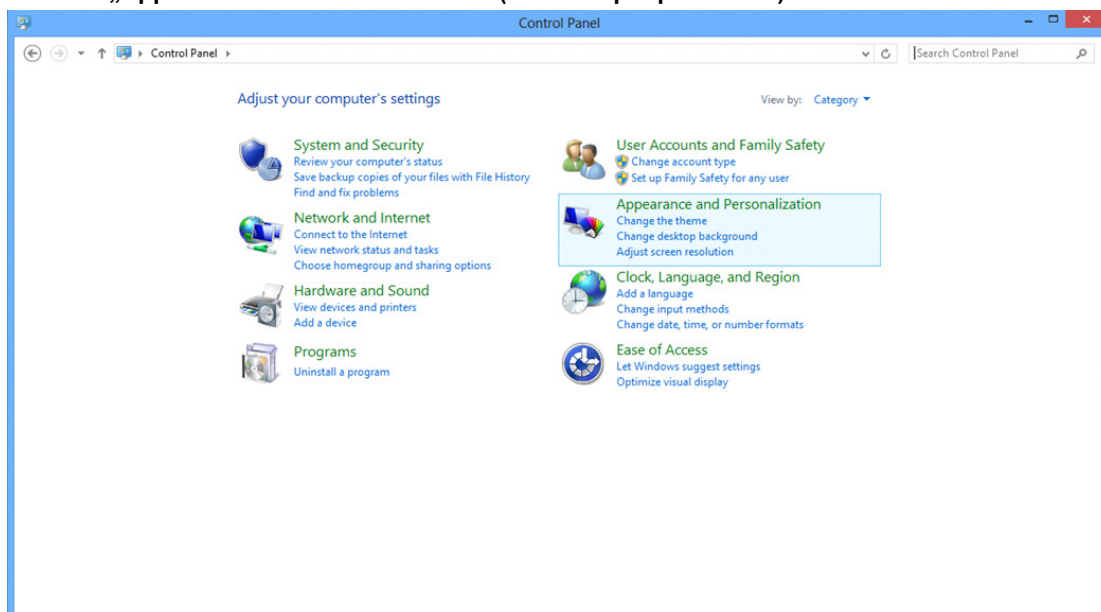 Control Panel
Control Panel
Search Control Panel
Adjust your computer's settings
View by: Category
System and Security
Review your computer's status
Save backup copies of your files with File History
Find and fix problems
Network and Internet
Connect to the Internet
View network status and tasks
Choose homegroup and sharing options
Hardware and Sound
View devices and printers
Add a device
Programs
Uninstall a program
User Accounts and Family Safety
Change account type
Set up Family Safety for any user
Appearance and Personalization
Change the theme
Change desktop background
Adjust screen resolution
Clock, Language, and Region
Add a language
Change input methods
Change date, time, or number formats
Ease of Access
Let Windows suggest settings
Optimize visual display